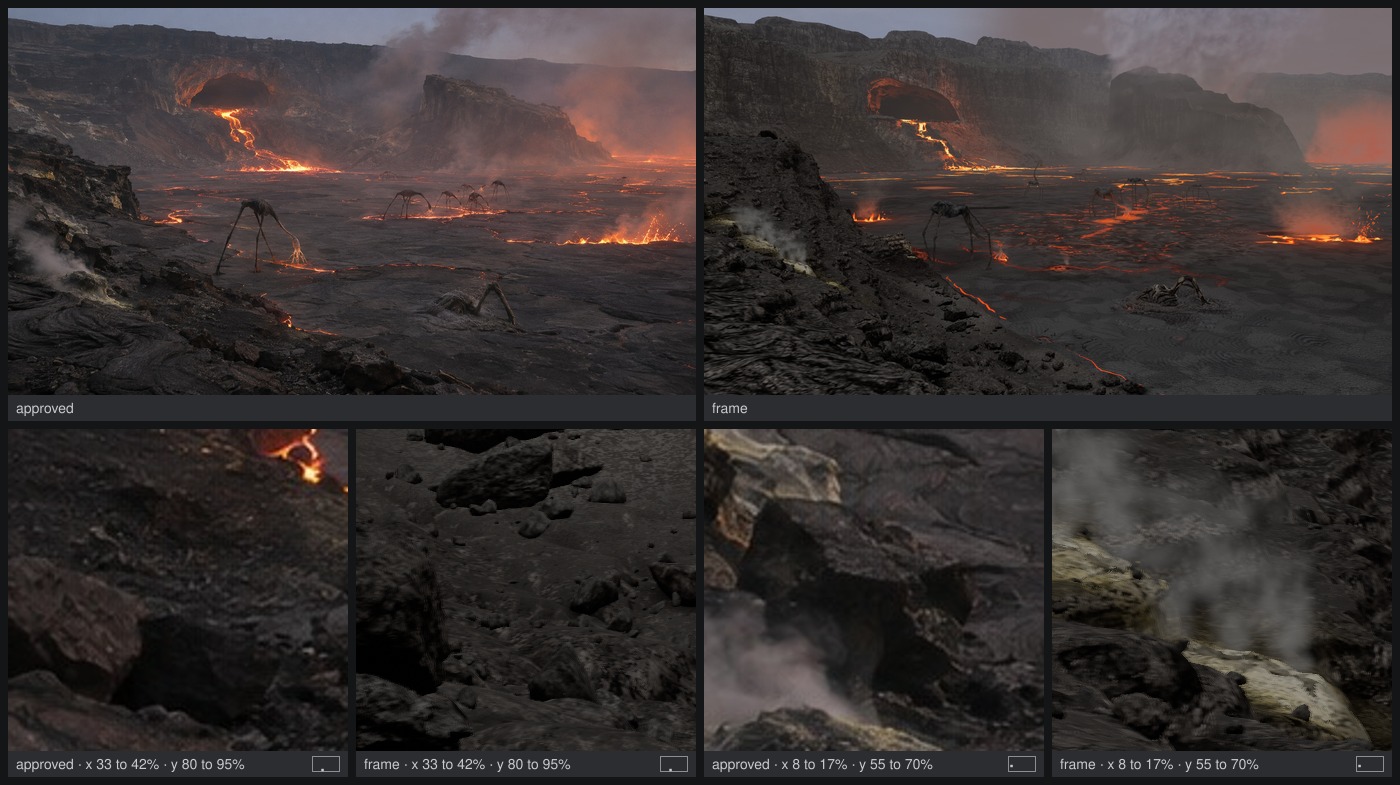 approved
frame
approved · x 33 to 42% · y 80 to 95%
frame · x 33 to 42% · y 80 to 95%
approved · x 8 to 17% · y 55 to 70%
frame · x 8 to 17% · y 55 to 70%